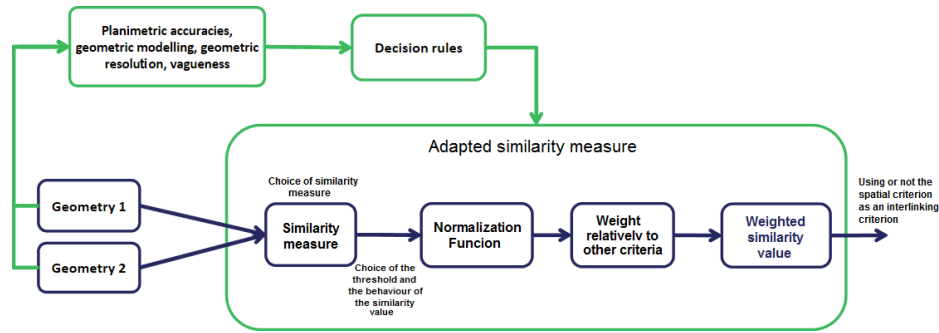 Planimetric accuracies,
geometric modelling, geometric
resolution, vagueness
Decision rules
Adapted similarity measure
Geometry 1
Geometry 2
Choice of similarity
measure
Similarity
measure
Choice of the
threshold and
the behaviour of
the similarity
value
Normalization
Funcion
Weight
relatively to
other criteria
Weighted
similarity
value
Using or not the
spatial criterion
as an interlinking
criterion